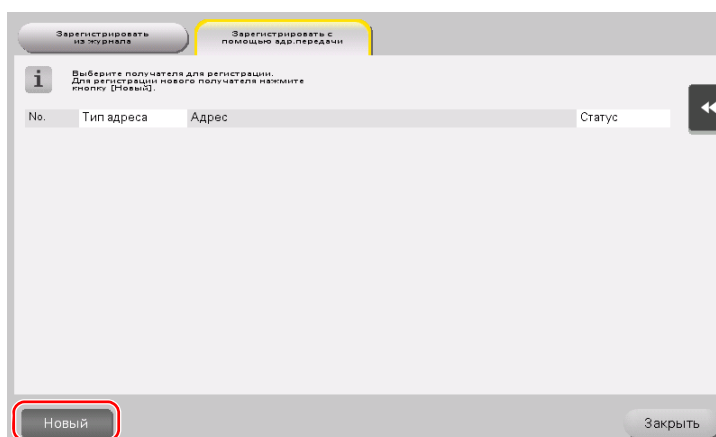 Зарегистрировать
из журнала
Зарегистрировать с
помощью адр.передачи
i
Выберите получателя для регистрации.
Для регистрации нового получателя нажмите
кнопку [Новый].
No. Тип адреса Адрес Статус
Новый Закрыть